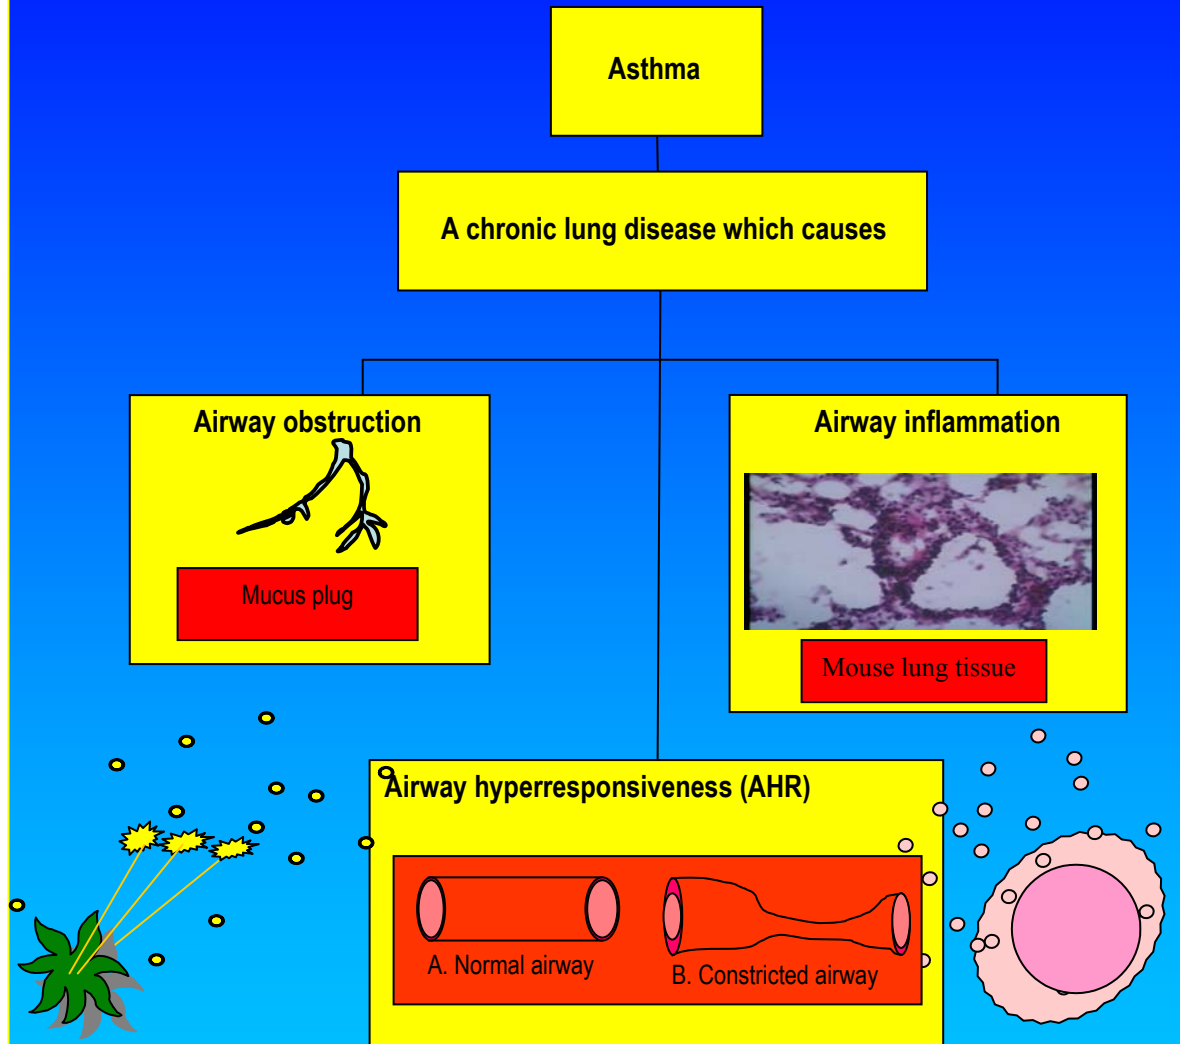 Asthma
A chronic lung disease which causes
Airway obstruction
Mucus plug
Airway inflammation
Mouse lung tissue
Airway hyperresponsiveness (AHR)
A. Normal airway
B. Constricted airway